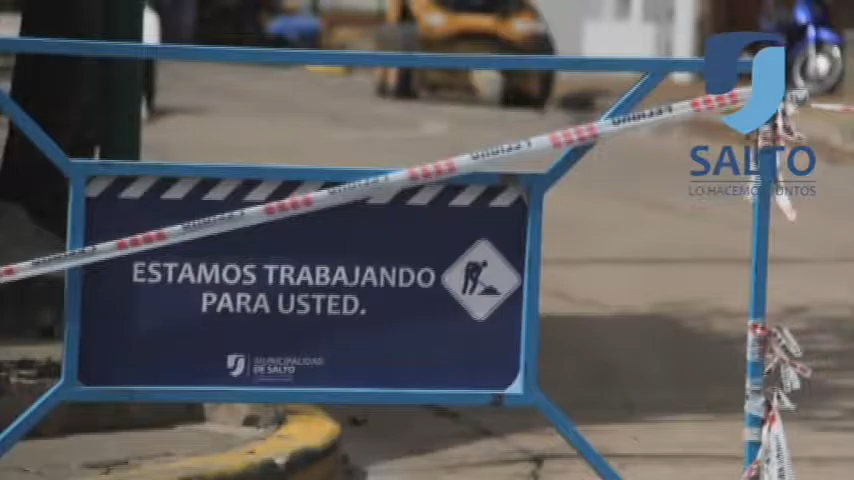 SALTO
LO HACEMOS JUNTOS
ESTAMOS TRABAJANDO
PARA USTED.
MUNICIPALIDAD
DE SALTO